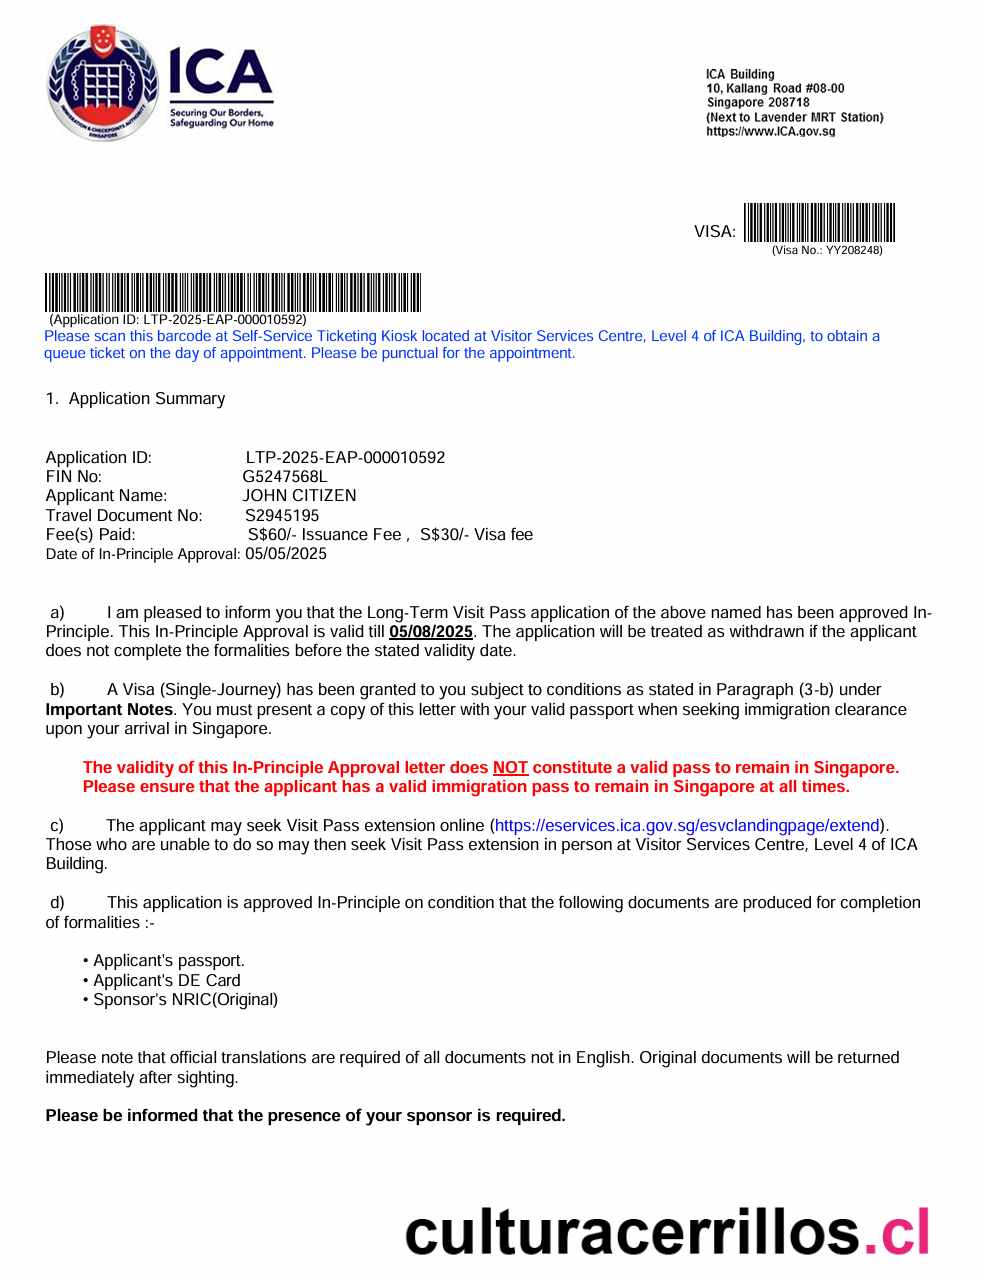 ICA
Securing Our Borders,
Safeguarding Our Home
IMMIGRATION & CHECKPOINTS AUTHORITY
SINGAPORE
ICA Building
10, Kallang Road #08-00
Singapore 208718
(Next to Lavender MRT Station)
https://www.ICA.gov.sg
VISA:
(Visa No.: YY208248)
(Application ID: LTP-2025-EAP-000010592)
Please scan this barcode at Self-Service Ticketing Kiosk located at Visitor Services Centre, Level 4 of ICA Building, to obtain a
queue ticket on the day of appointment. Please be punctual for the appointment.
1. Application Summary
Application ID: LTP-2025-EAP-000010592
FIN No: G5247568L
Applicant Name: JOHN CITIZEN
Travel Document No: S2945195
Fee(s) Paid: S$60/- Issuance Fee , S$30/- Visa fee
Date of In-Principle Approval: 05/05/2025
a) I am pleased to inform you that the Long-Term Visit Pass application of the above named has been approved In-
Principle. This In-Principle Approval is valid till 05/08/2025. The application will be treated as withdrawn if the applicant
does not complete the formalities before the stated validity date.
b) A Visa (Single-Journey) has been granted to you subject to conditions as stated in Paragraph (3-b) under
Important Notes. You must present a copy of this letter with your valid passport when seeking immigration clearance
upon your arrival in Singapore.
The validity of this In-Principle Approval letter does NOT constitute a valid pass to remain in Singapore.
Please ensure that the applicant has a valid immigration pass to remain in Singapore at all times.
c) The applicant may seek Visit Pass extension online (https://eservices.ica.gov.sg/esvclandingpage/extend).
Those who are unable to do so may then seek Visit Pass extension in person at Visitor Services Centre, Level 4 of ICA
Building.
d) This application is approved In-Principle on condition that the following documents are produced for completion
of formalities :-
• Applicant's passport.
• Applicant's DE Card
• Sponsor's NRIC(Original)
Please note that official translations are required of all documents not in English. Original documents will be returned
immediately after sighting.
Please be informed that the presence of your sponsor is required.
culturacerrillos.cl